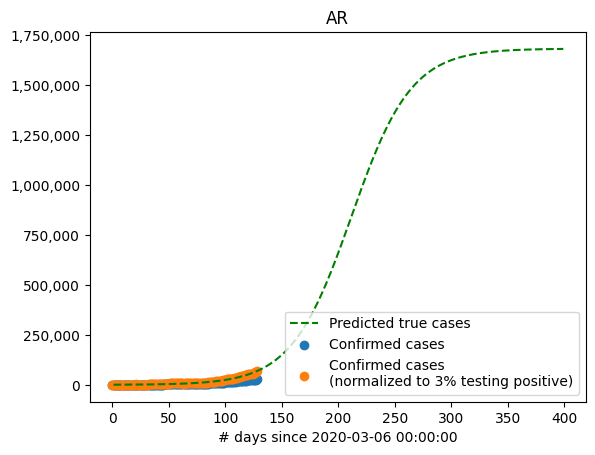 AR
1,750,000
1,500,000
1,250,000
1,000,000
750,000
500,000
250,000
0
Predicted true cases
Confirmed cases
Confirmed cases
(normalized to 3% testing positive)
0 50 100 150 200 250 300 350 400
# days since 2020-03-06 00:00:00